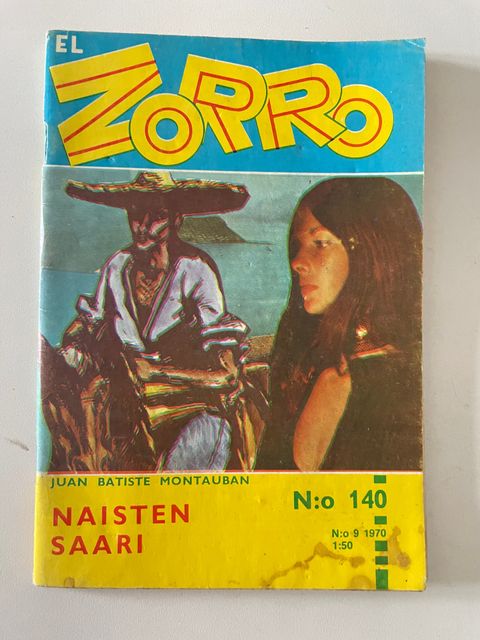 EL
ZORRO
JUAN BATISTE MONTAUBAN
N:o 140
NAISTEN
SAARI
N:o 9 1970
1:50